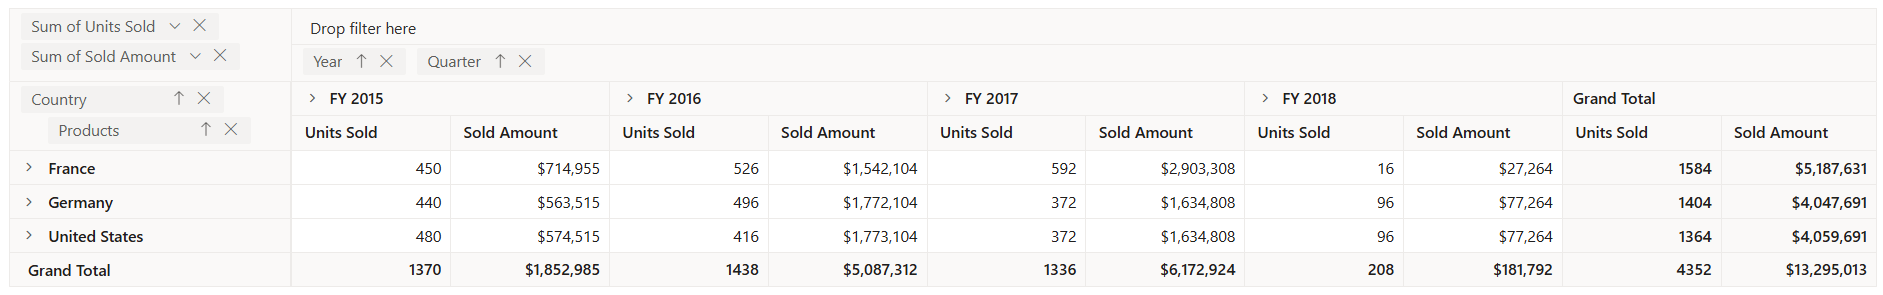 Sum of Units Sold
Drop filter here
Sum of Sold Amount
Year Quarter
Country
Products
FY 2015 FY 2016 FY 2017 FY 2018 Grand Total
Units Sold Sold Amount Units Sold Sold Amount Units Sold Sold Amount Units Sold Sold Amount Units Sold Sold Amount
France 450 $714,955 526 $1,542,104 592 $2,903,308 16 $27,264 1584 $5,187,631
Germany 440 $563,515 496 $1,772,104 372 $1,634,808 96 $77,264 1404 $4,047,691
United States 480 $574,515 416 $1,773,104 372 $1,634,808 96 $77,264 1364 $4,059,691
Grand Total 1370 $1,852,985 1438 $5,087,312 1336 $6,172,924 208 $181,792 4352 $13,295,013